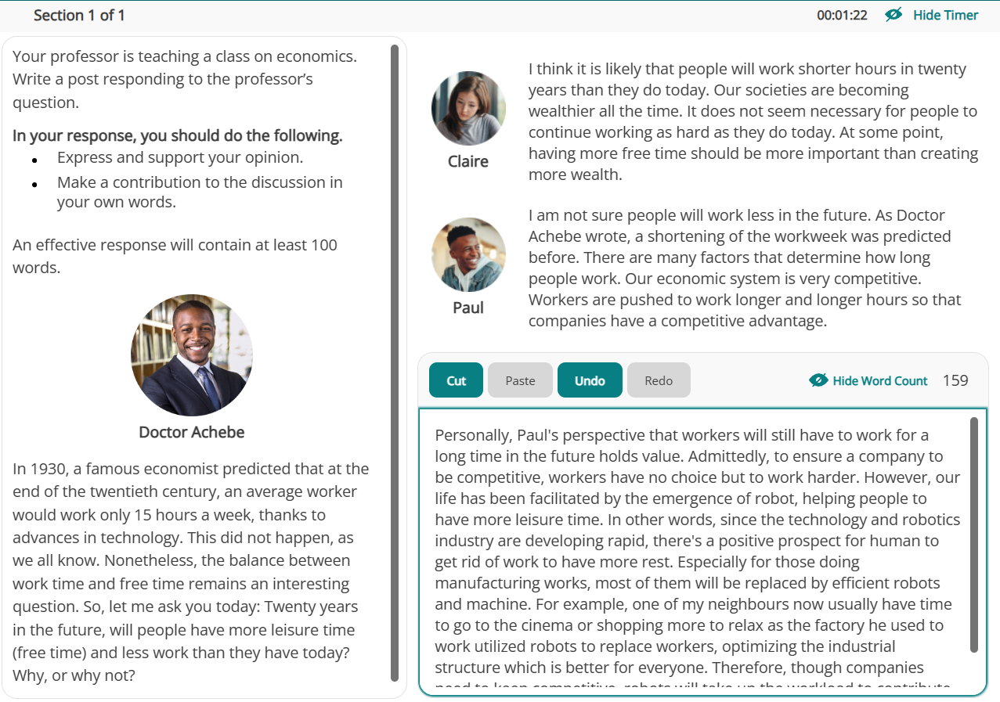 Section 1 of 1
00:01:22 Hide Timer
Your professor is teaching a class on economics.
Write a post responding to the professor’s
question.
In your response, you should do the following.
• Express and support your opinion.
• Make a contribution to the discussion in
your own words.
An effective response will contain at least 100
words.
Doctor Achebe
In 1930, a famous economist predicted that at the
end of the twentieth century, an average worker
would work only 15 hours a week, thanks to
advances in technology. This did not happen, as
we all know. Nonetheless, the balance between
work time and free time remains an interesting
question. So, let me ask you today: Twenty years
in the future, will people have more leisure time
(free time) and less work than they have today?
Why, or why not?
I think it is likely that people will work shorter hours in twenty
years than they do today. Our societies are becoming
wealthier all the time. It does not seem necessary for people to
continue working as hard as they do today. At some point,
having more free time should be more important than creating
more wealth.
Claire
I am not sure people will work less in the future. As Doctor
Achebe wrote, a shortening of the workweek was predicted
before. There are many factors that determine how long
people work. Our economic system is very competitive.
Workers are pushed to work longer and longer hours so that
companies have a competitive advantage.
Paul
Cut Paste Undo Redo Hide Word Count 159
Personally, Paul's perspective that workers will still have to work for a
long time in the future holds value. Admittedly, to ensure a company to
be competitive, workers have no choice but to work harder. However, our
life has been facilitated by the emergence of robot, helping people to
have more leisure time. In other words, since the technology and robotics
industry are developing rapid, there's a positive prospect for human to
get rid of work to have more rest. Especially for those doing
manufacturing works, most of them will be replaced by efficient robots
and machine. For example, one of my neighbours now usually have time
to go to the cinema or shopping more to relax as the factory he used to
work utilized robots to replace workers, optimizing the industrial
structure which is better for everyone. Therefore, though companies
need to keep competitive, robots will take up the workload to contribute